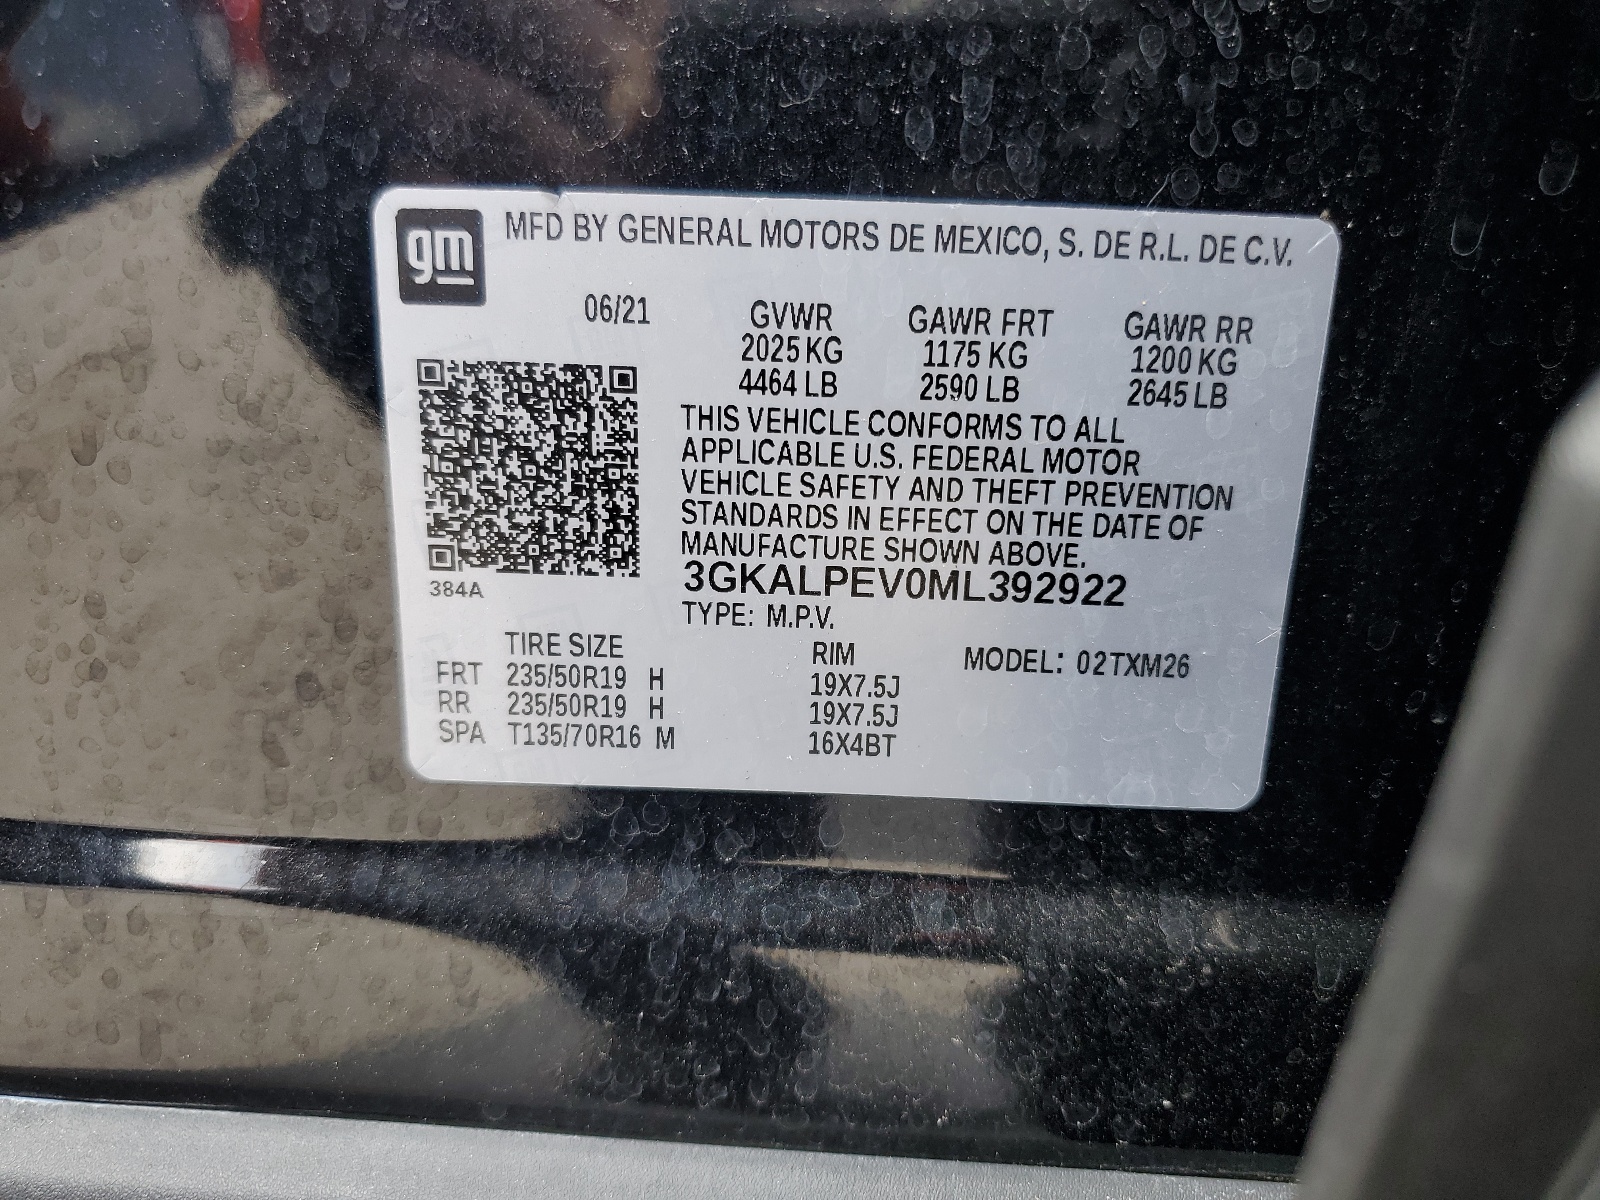 gm
MFD BY GENERAL MOTORS DE MEXICO, S. DE R.L. DE C.V.
06/21 GVWR GAWR FRT GAWR RR
2025 KG 1175 KG 1200 KG
4464 LB 2590 LB 2645 LB
THIS VEHICLE CONFORMS TO ALL
APPLICABLE U.S. FEDERAL MOTOR
VEHICLE SAFETY AND THEFT PREVENTION
STANDARDS IN EFFECT ON THE DATE OF
MANUFACTURE SHOWN ABOVE.
384A
3GKALPEV0ML392922
TYPE: M.P.V.
TIRE SIZE RIM MODEL: 02TXM26
FRT 235/50R19 H 19X7.5J
RR 235/50R19 H 19X7.5J
SPA T135/70R16 M 16X4BT